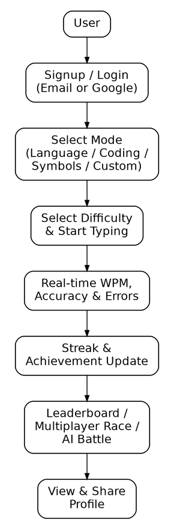 User
Signup / Login
(Email or Google)
Select Mode
(Language / Coding /
Symbols / Custom)
Select Difficulty
& Start Typing
Real-time WPM,
Accuracy & Errors
Streak &
Achievement Update
Leaderboard /
Multiplayer Race /
AI Battle
View & Share
Profile